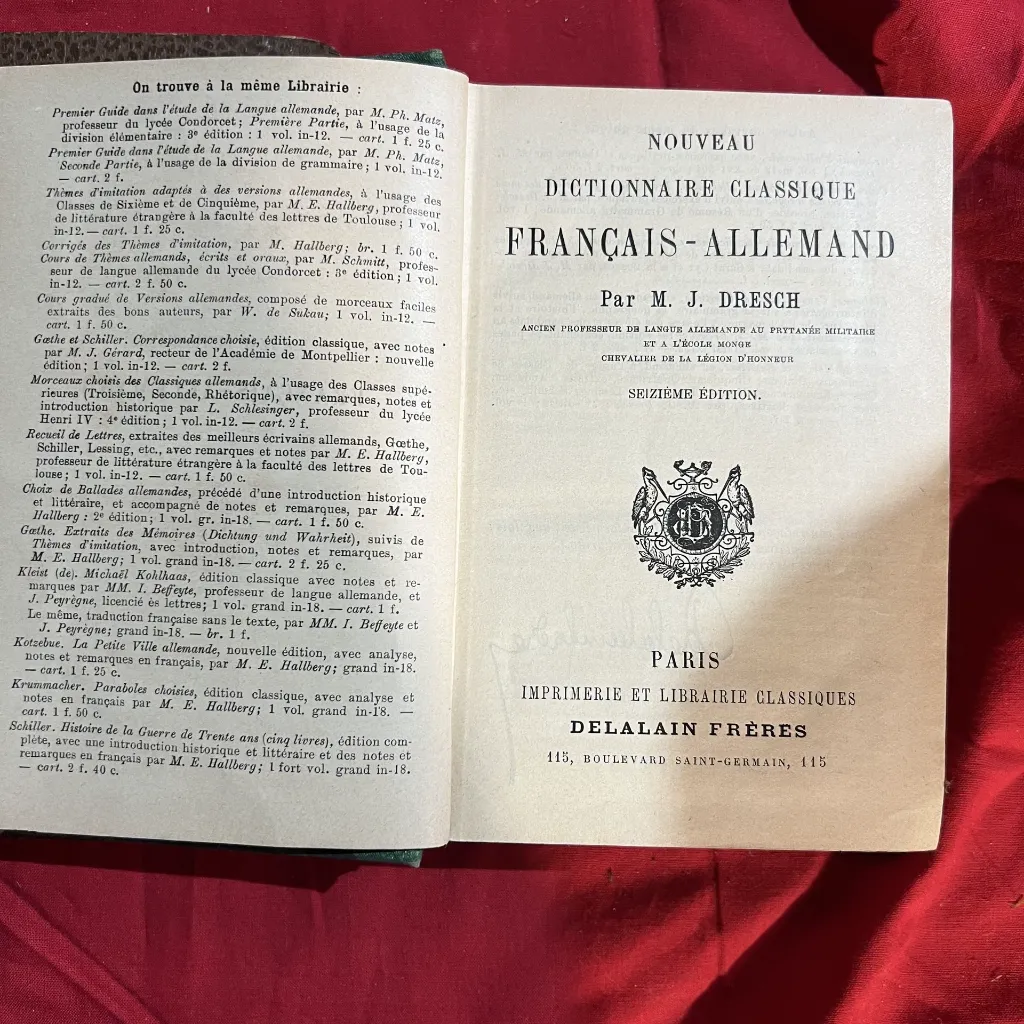 On trouve à la même Librairie :
Premier Guide dans l'étude de la Langue allemande, par M. Ph. Matz,
professeur du lycée Condorcet; Première Partie, à l'usage de la
division élémentaire : 3e édition : 1 vol. in-12. — cart. 1 f. 25 c.
Premier Guide dans l'étude de la Langue allemande, par M. Ph. Matz,
Seconde Partie, à l'usage de la division de grammaire; 1 vol. in-12.
— cart. 2 f.
Thèmes d'imitation adaptés à des versions allemandes, à l'usage des
Classes de Sixième et de Cinquième, par M. E. Hallberg, professeur
de littérature étrangère à la faculté des lettres de Toulouse; 1 vol.
in-12. — cart. 1 f. 25 c.
Corrigés des Thèmes d'imitation, par M. Hallberg; br. 1 f. 50 c.
Cours de Thèmes allemands, écrits et oraux, par M. Schmitt, profes-
seur de langue allemande du lycée Condorcet : 3e édition; 1 vol.
in-12. — cart. 2 f. 50 c.
Cours gradué de Versions allemandes, composé de morceaux faciles
extraits des bons auteurs, par W. de Sukau; 1 vol. in-12. —
cart. 1 f. 50 c.
Gœthe et Schiller. Correspondance choisie, édition classique, avec notes
par M. J. Gérard, recteur de l'Académie de Montpellier : nouvelle
édition; 1 vol. in-12. — cart. 2 f.
Morceaux choisis des Classiques allemands, à l'usage des Classes supé-
rieures (Troisième, Seconde, Rhétorique), avec remarques, notes et
introduction historique par L. Schlesinger, professeur du lycée
Henri IV : 4e édition; 1 vol. in-12. — cart. 2 f.
Recueil de Lettres, extraites des meilleurs écrivains allemands, Gœthe,
Schiller, Lessing, etc., avec remarques et notes par M. E. Hallberg,
professeur de littérature étrangère à la faculté des lettres de Tou-
louse; 1 vol. in-12. — cart. 1 f. 50 c.
Choix de Ballades allemandes, précédé d'une introduction historique
et littéraire, et accompagné de notes et remarques, par M. E.
Hallberg : 2e édition; 1 vol. gr. in-18. — cart. 1 f. 50 c.
Gœthe. Extraits des Mémoires (Dichtung und Wahrheit), suivis de
Thèmes d'imitation, avec introduction, notes et remarques, par
M. E. Hallberg; 1 vol. grand in-18. — cart. 2 f. 25 c.
Kleist (de). Michaël Kohlhaas, édition classique avec notes et re-
marques par MM. I. Beffeyte, professeur de langue allemande, et
J. Peyrègne, licencié ès lettres; 1 vol. grand in-18. — cart. 1 f.
Le même, traduction française sans le texte, par MM. I. Beffeyte et
J. Peyrègne; grand in-18. — br. 1 f.
Kotzebue. La Petite Ville allemande, nouvelle édition, avec analyse,
notes et remarques en français, par M. E. Hallberg; grand in-18.
— cart. 1 f. 25 c.
Krummacher. Paraboles choisies, édition classique, avec analyse et
notes en français par M. E. Hallberg; 1 vol. grand in-18. —
cart. 1 f. 50 c.
Schiller. Histoire de la Guerre de Trente ans (cinq livres), édition com-
plète, avec une introduction historique et littéraire et des notes et
remarques en français par M. E. Hallberg; 1 fort vol. grand in-18.
— cart. 2 f. 40 c.
NOUVEAU
DICTIONNAIRE CLASSIQUE
FRANÇAIS-ALLEMAND
Par M. J. DRESCH
ANCIEN PROFESSEUR DE LANGUE ALLEMANDE AU PRYTANÉE MILITAIRE
ET A L'ÉCOLE MONGE
CHEVALIER DE LA LÉGION D'HONNEUR
SEIZIÈME ÉDITION.
PARIS
IMPRIMERIE ET LIBRAIRIE CLASSIQUES
DELALAIN FRÈRES
115, BOULEVARD SAINT-GERMAIN, 115